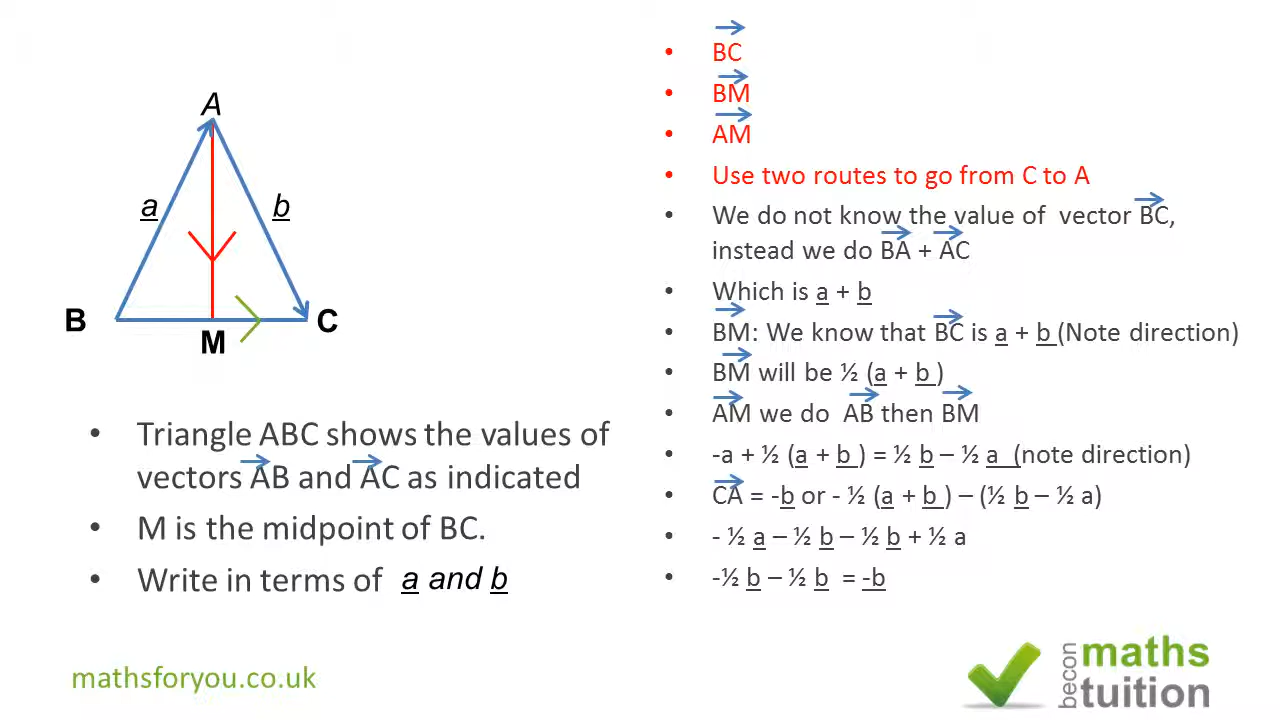 A
a
b
B
C
M
• Triangle ABC shows the values of
vectors AB and AC as indicated
• M is the midpoint of BC.
• Write in terms of a and b
mathsforyou.co.uk
• BC
• BM
• AM
• Use two routes to go from C to A
• We do not know the value of vector BC,
instead we do BA + AC
• Which is a + b
• BM: We know that BC is a + b (Note direction)
• BM will be ½ (a + b )
• AM we do AB then BM
• -a + ½ (a + b ) = ½ b – ½ a (note direction)
• CA = -b or - ½ (a + b ) – (½ b – ½ a)
• - ½ a – ½ b – ½ b + ½ a
• -½ b – ½ b = -b
becon
maths
tuition